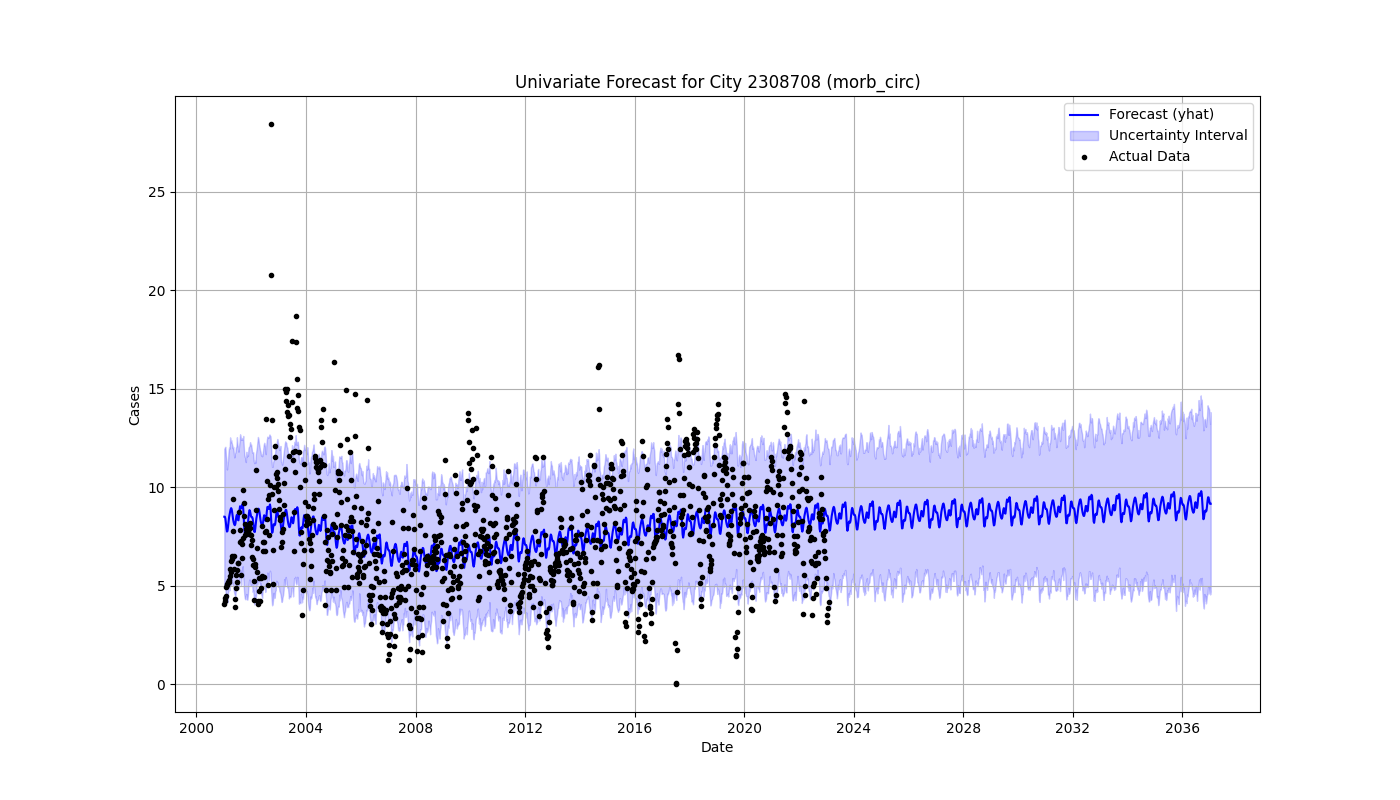 Univariate Forecast for City 2308708 (morb_circ)
Forecast (yhat)
Uncertainty Interval
Actual Data
Cases
25
20
15
10
5
0
2000 2004 2008 2012 2016 2020 2024 2028 2032 2036
Date